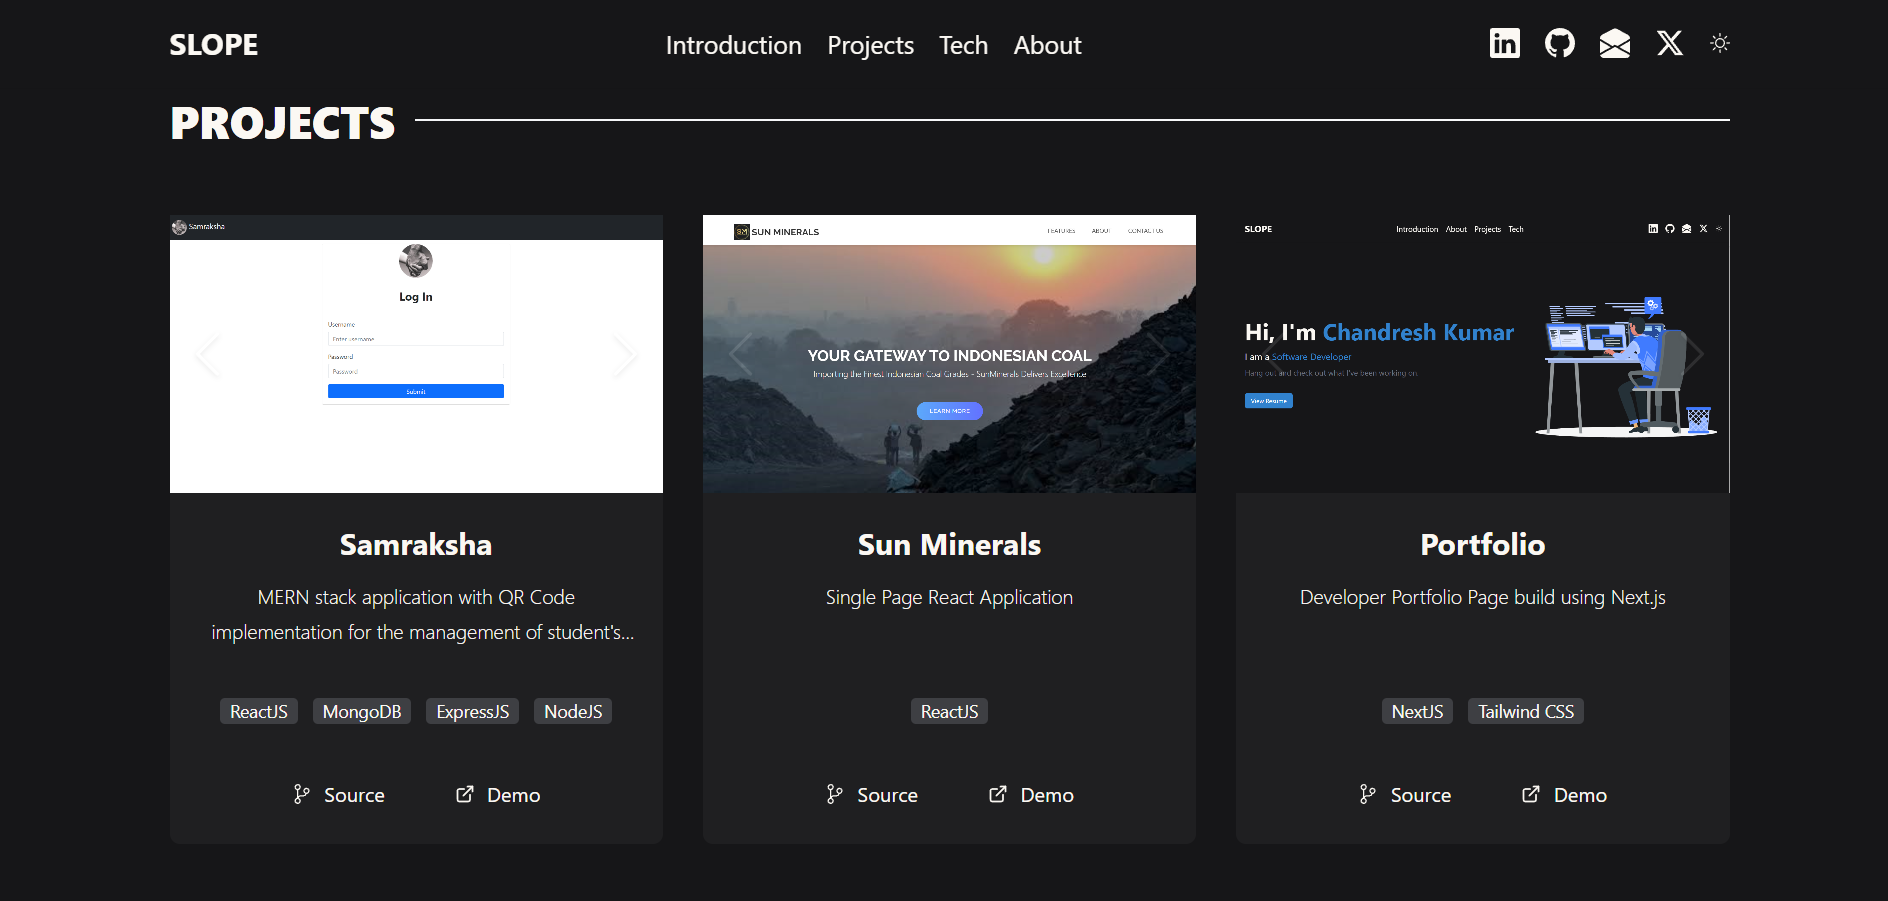 SLOPE
Introduction Projects Tech About
PROJECTS
Samraksha
Log In
Username
Enter username
Password
Password
Submit
SUN MINERALS
FEATURES ABOUT CONTACT US
YOUR GATEWAY TO INDONESIAN COAL
Importing the Finest Indonesian Coal Grades - SunMinerals Delivers Excellence
LEARN MORE
SLOPE
Introduction About Projects Tech
Hi, I'm Chandresh Kumar
I am a Software Developer
Hang out and check out what I've been working on.
View Resume
Samraksha
MERN stack application with QR Code
implementation for the management of student's...
ReactJS MongoDB ExpressJS NodeJS
Source Demo
Sun Minerals
Single Page React Application
ReactJS
Source Demo
Portfolio
Developer Portfolio Page build using Next.js
NextJS Tailwind CSS
Source Demo